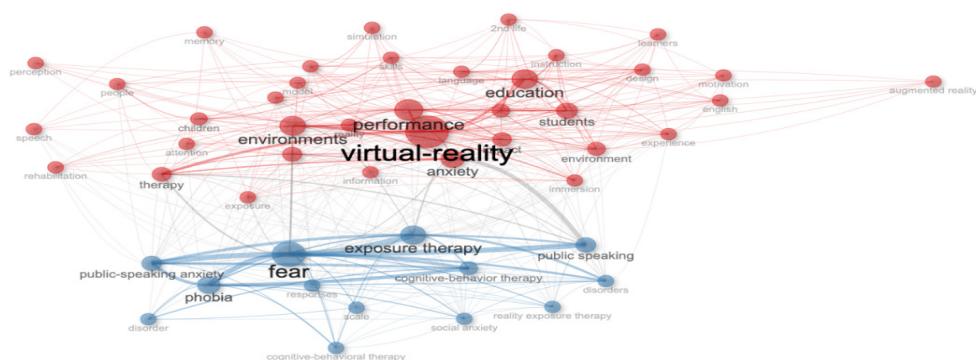 2nd life
memory
simulation
learners
perception
skills
instruction
people
model
language
design
motivation
augmented reality
education
english
children
reality
performance
students
speech
environments
experience
attention
virtual-reality
environment
rehabilitation
therapy
information
anxiety
immersion
exposure
exposure therapy
public speaking
public-speaking anxiety
fear
cognitive-behavior therapy
phobia
responses
disorders
disorder
scale
social anxiety
reality exposure therapy
cognitive-behavioral therapy